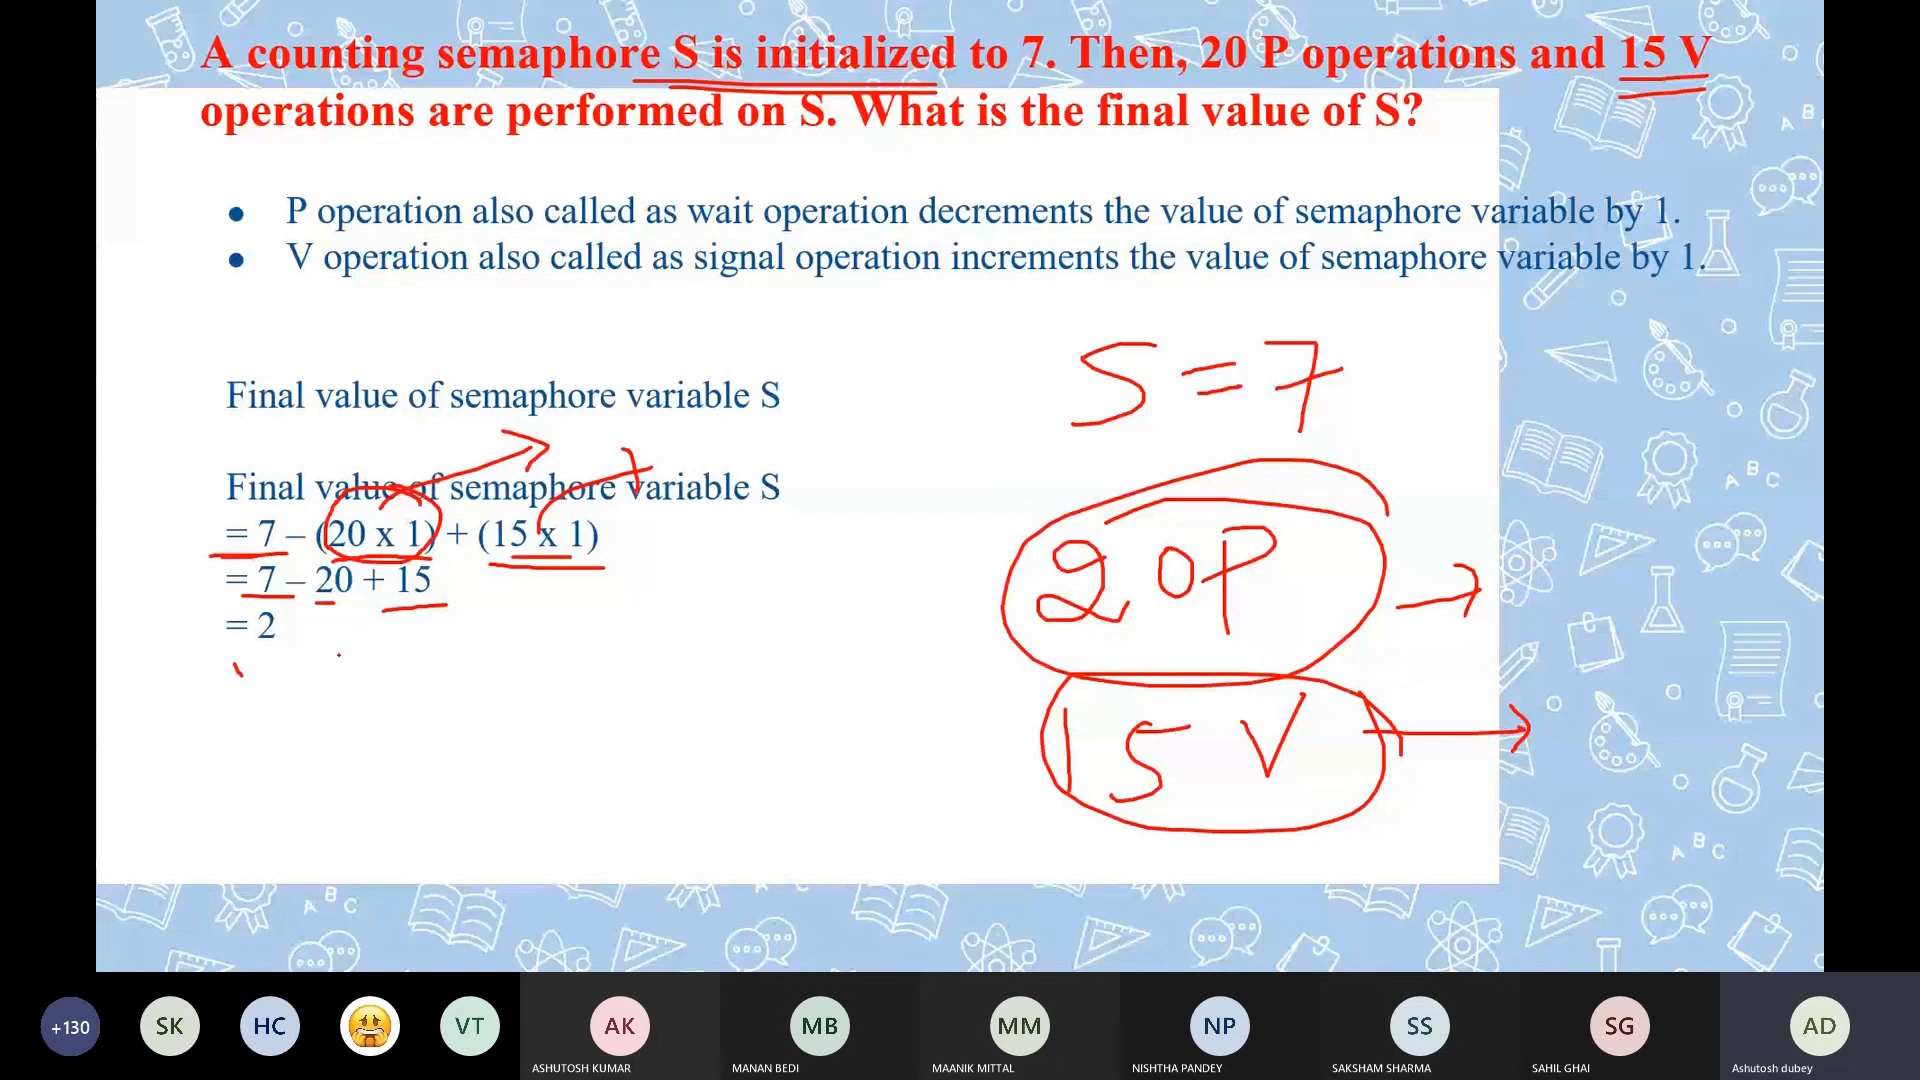 A counting semaphore S is initialized to 7. Then, 20 P operations and 15 V
operations are performed on S. What is the final value of S?
● P operation also called as wait operation decrements the value of semaphore variable by 1.
● V operation also called as signal operation increments the value of semaphore variable by 1.
Final value of semaphore variable S
Final value of semaphore variable S
= 7 – (20 x 1) + (15 x 1)
= 7 – 20 + 15
= 2
S = 7
20P
15 V
A B C
A B C
A B C
A B C
A B C
+130
SK
HC
VT
AK
MB
MM
NP
SS
SG
AD
ASHUTOSH KUMAR
MANAN BEDI
MAANIK MITTAL
NISHTHA PANDEY
SAKSHAM SHARMA
SAHIL GHAI
Ashutosh dubey